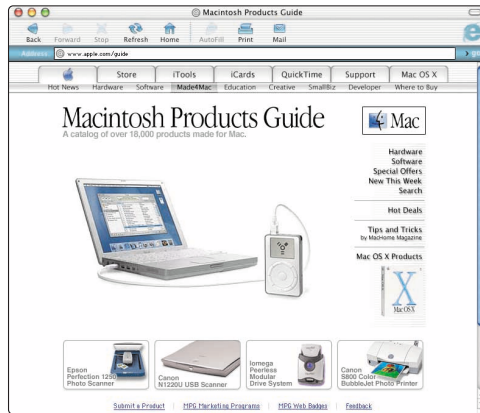 Macintosh Products Guide
Back Forward Stop Refresh Home AutoFill Print Mail
Address www.apple.com/guide
Store iTools iCards QuickTime Support Mac OS X
Hot News Hardware Software Made4Mac Education Creative SmallBiz Developer Where to Buy
Macintosh Products Guide
A catalog of over 18,000 products made for Mac.
Mac
Hardware
Software
Special Offers
New This Week
Search
Hot Deals
Tips and Tricks
by MacHome Magazine
Mac OS X Products
X
Mac OS X
Epson
Perfection 1250
Photo Scanner
Canon
N1220U USB Scanner
Iomega
Peerless
Modular
Drive System
Canon
S800 Color
BubbleJet Photo Printer
Submit a Product | MPG Marketing Programs | MPG Web Badges | Feedback